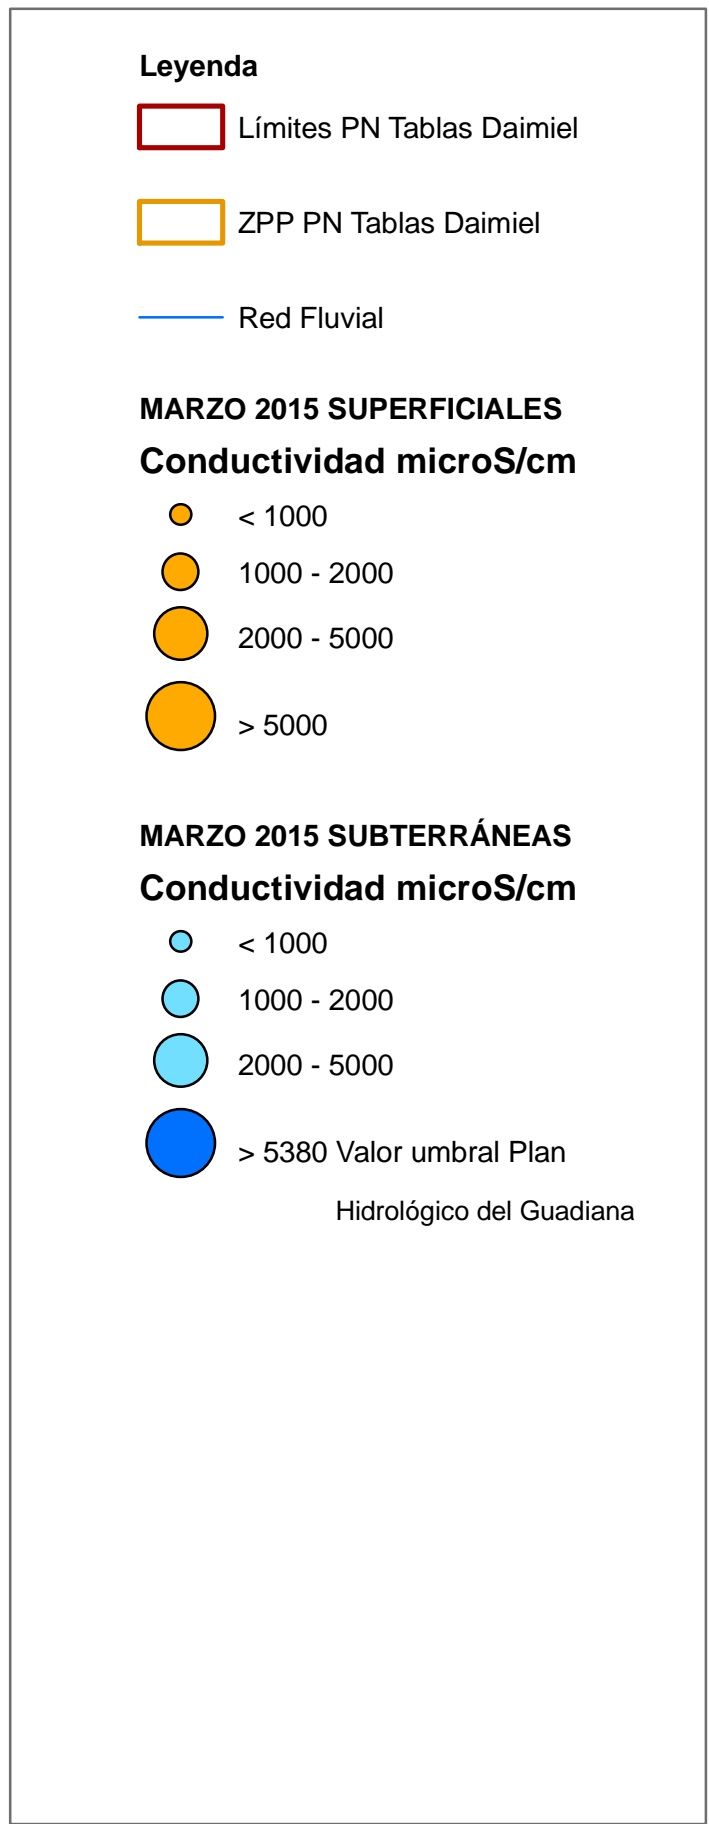 Leyenda
Límites PN Tablas Daimiel
ZPP PN Tablas Daimiel
Red Fluvial
MARZO 2015 SUPERFICIALES
Conductividad microS/cm
< 1000
1000 - 2000
2000 - 5000
> 5000
MARZO 2015 SUBTERRÁNEAS
Conductividad microS/cm
< 1000
1000 - 2000
2000 - 5000
> 5380 Valor umbral Plan
Hidrológico del Guadiana